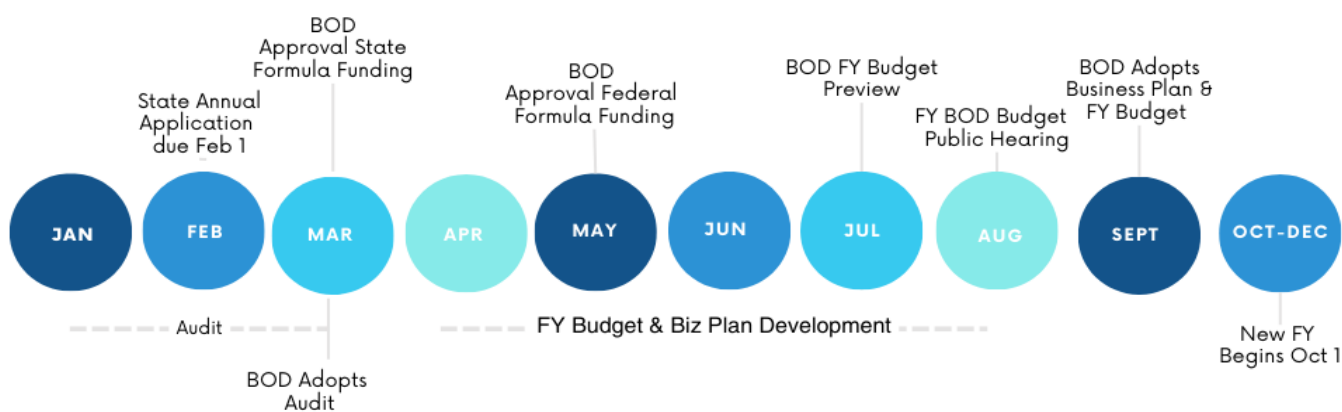 BOD
Approval State
Formula Funding
State Annual
Application
due Feb 1
BOD
Approval Federal
Formula Funding
BOD FY Budget
Preview
FY BOD Budget
Public Hearing
BOD Adopts
Business Plan &
FY Budget
JAN
FEB
MAR
APR
MAY
JUN
JUL
AUG
SEPT
OCT-DEC
Audit
FY Budget & Biz Plan Development
BOD Adopts
Audit
New FY
Begins Oct 1